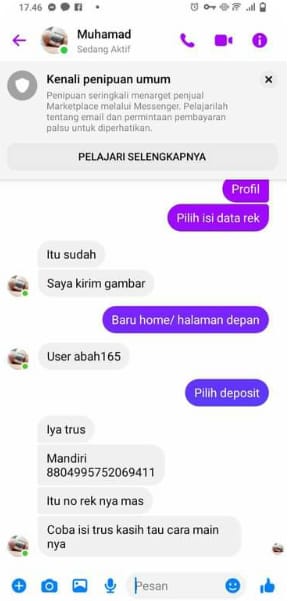 17.46
Muhamad
Sedang Aktif
Kenali penipuan umum
Penipuan seringkali menarget penjual
Marketplace melalui Messenger. Pelajarilah
tentang email dan permintaan pembayaran
palsu untuk diperhatikan.
PELAJARI SELENGKAPNYA
Profil
Pilih isi data rek
Itu sudah
Saya kirim gambar
Baru home/ halaman depan
User abah165
Pilih deposit
Iya trus
Mandiri
8804995752069411
Itu no rek nya mas
Coba isi trus kasih tau cara main
nya
Pesan